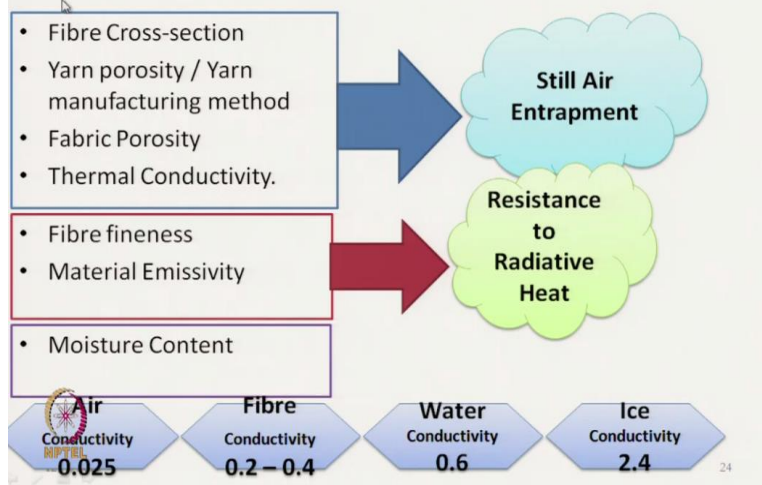 • Fibre Cross-section
• Yarn porosity / Yarn
manufacturing method
• Fabric Porosity
• Thermal Conductivity.
Still Air
Entrapment
• Fibre fineness
• Material Emissivity
Resistance
to
Radiative
Heat
• Moisture Content
Air
Conductivity
0.025
Fibre
Conductivity
0.2 – 0.4
Water
Conductivity
0.6
Ice
Conductivity
2.4
NPTEL
24